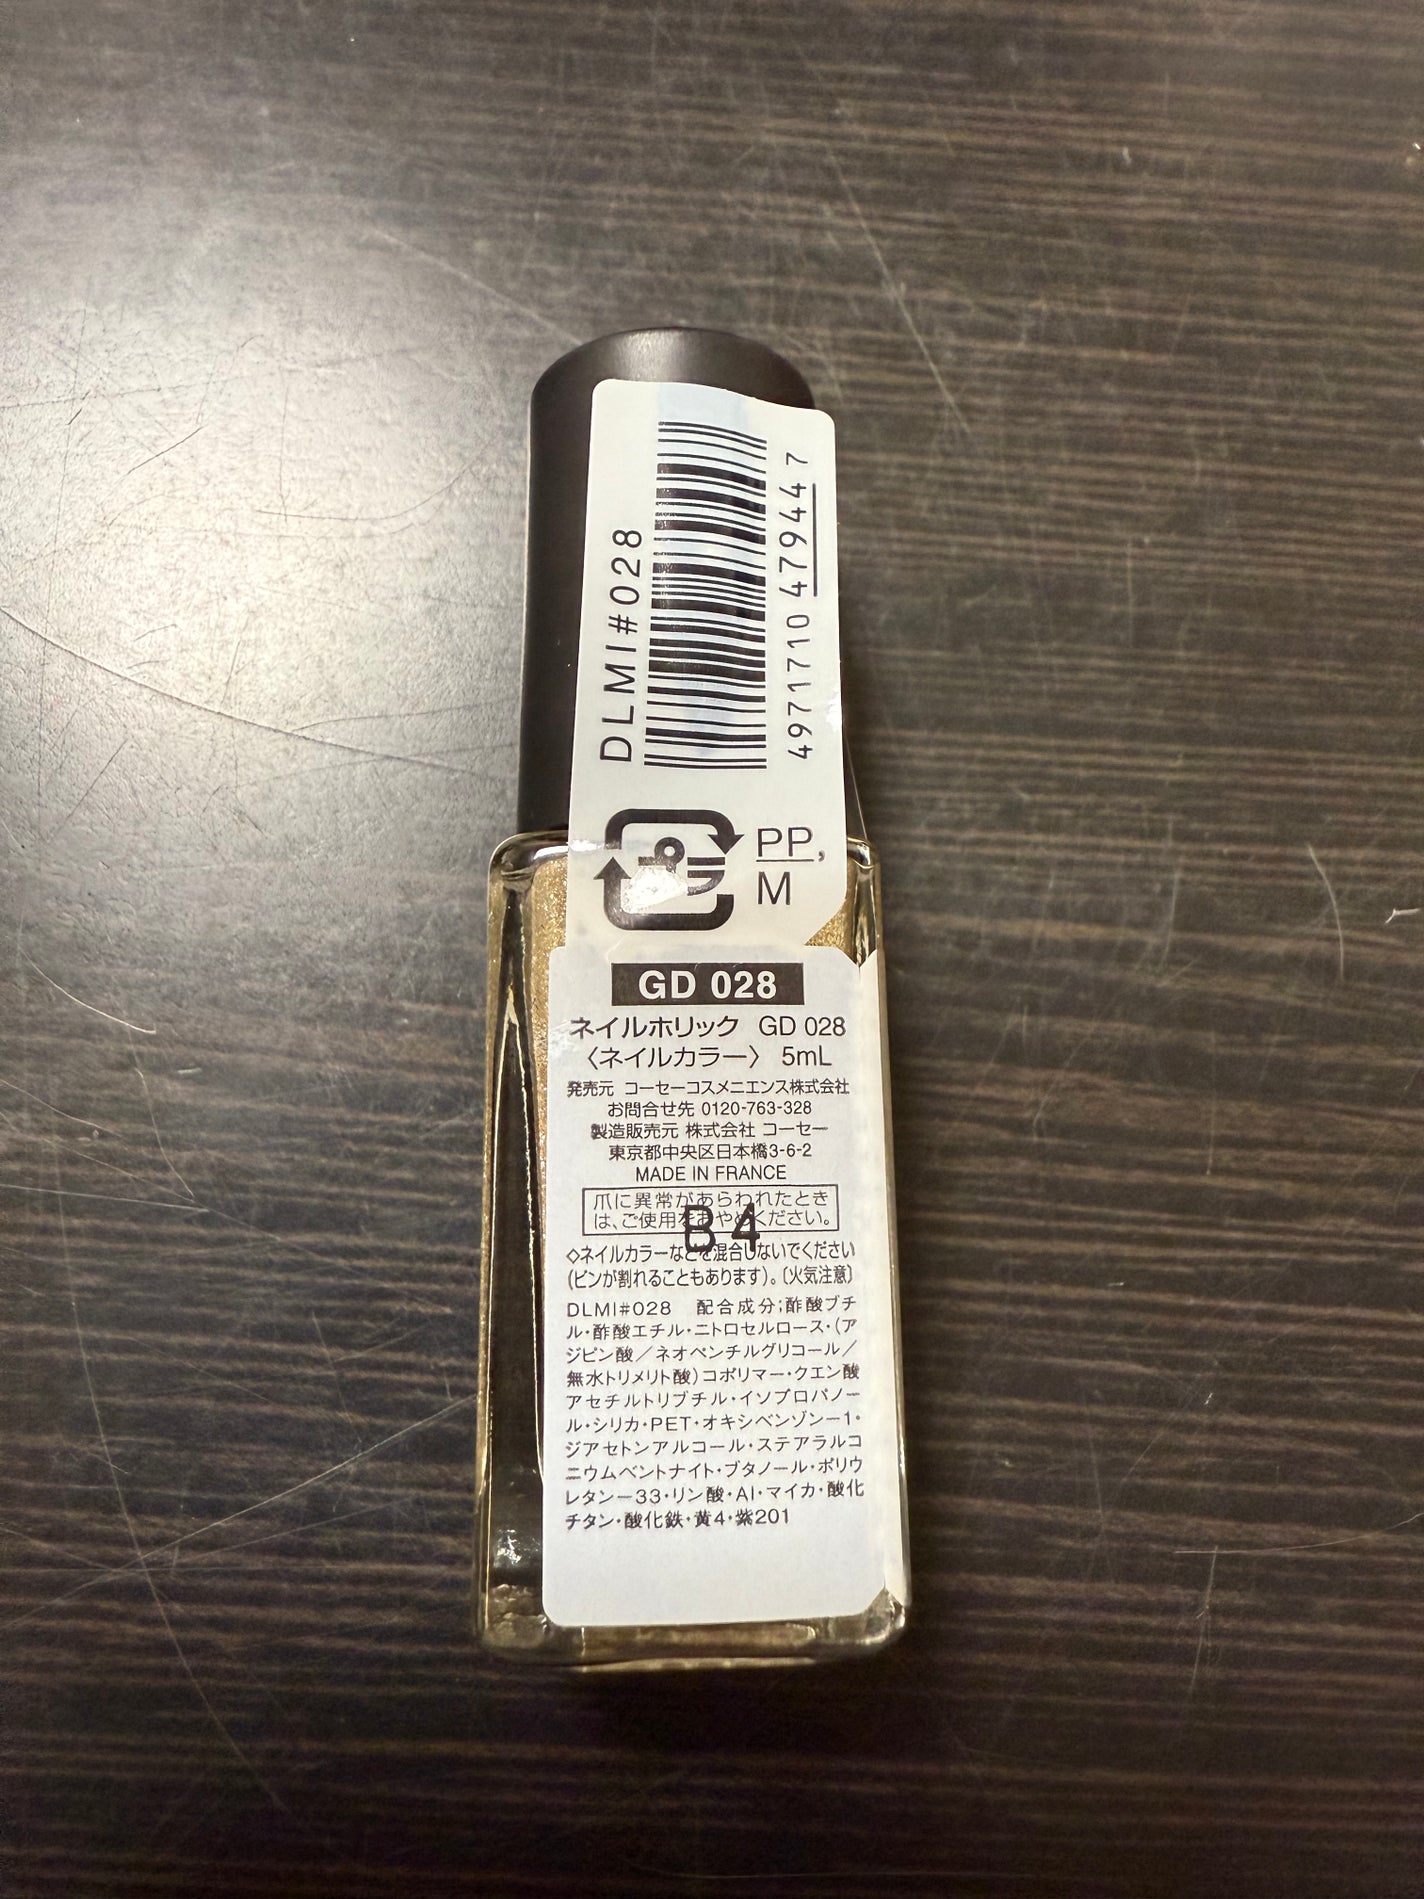 DLMI#028
4971710 479447
プラ
PP,
M
GD 028
ネイルホリック GD 028
〈ネイルカラー〉 5mL
発売元 コーセーコスメニエンス株式会社
お問合せ先 0120-763-328
製造販売元 株式会社 コーセー
東京都中央区日本橋3-6-2
MADE IN FRANCE
爪に異常があらわれたとき
は、ご使用をおやめください。
B4
◇ネイルカラーなどを混合しないでください
(ビンが割れることもあります)。〔火気注意〕
DLMI#028 配合成分;酢酸ブチ
ル・酢酸エチル・ニトロセルロース・(ア
ジピン酸/ネオペンチルグリコール/
無水トリメリト酸)コポリマー・クエン酸
アセチルトリブチル・イソプロパノー
ル・シリカ・PET・オキシベンゾン-1・
ジアセトンアルコール・ステアラルコ
ニウムベントナイト・ブタノール・ポリウ
レタン-33・リン酸・Al・マイカ・酸化
チタン・酸化鉄・黄4・紫201